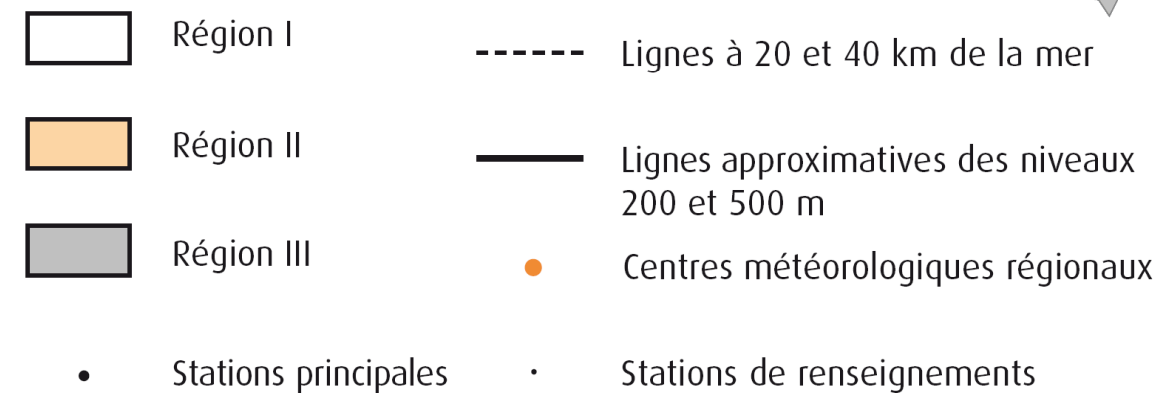 Région I
Lignes à 20 et 40 km de la mer
Région II
Lignes approximatives des niveaux
200 et 500 m
Région III
Centres météorologiques régionaux
Stations principales
Stations de renseignements